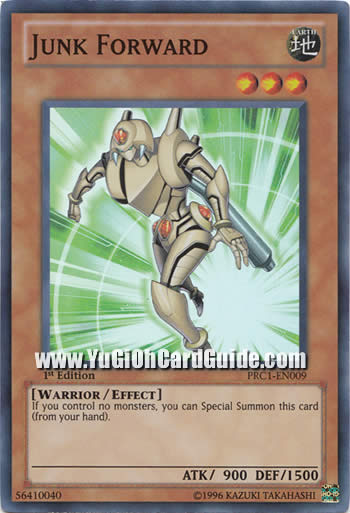 JUNK FORWARD
EARTH
地
www.YuGiOhCardGuide.com
1st Edition
PRC1-EN009
[WARRIOR / EFFECT]
If you control no monsters, you can Special Summon this card
(from your hand).
ATK/ 900 DEF/1500
56410040
©1996 KAZUKI TAKAHASHI